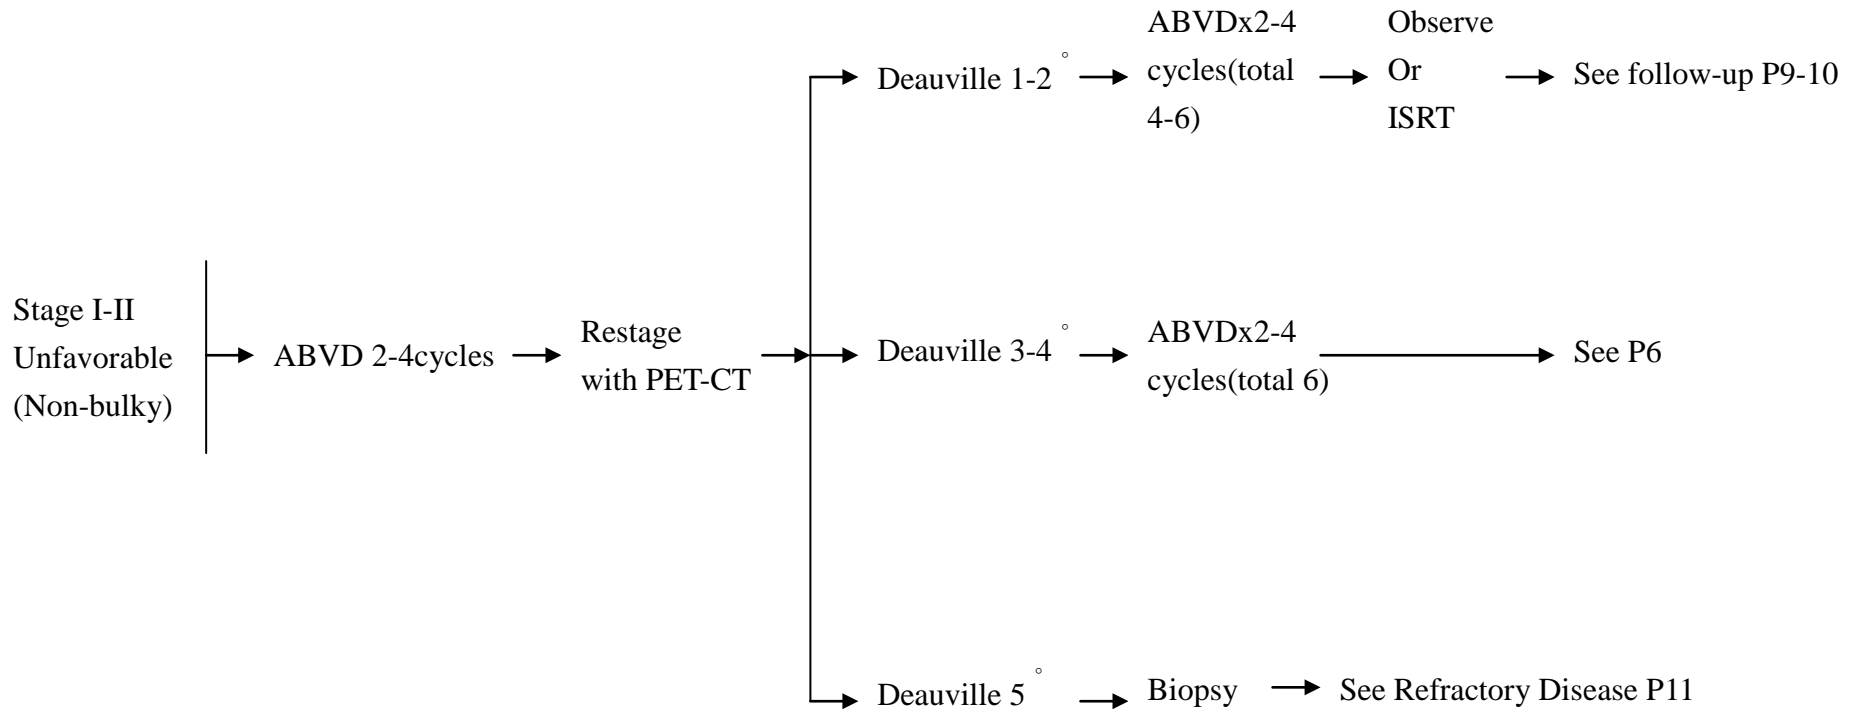 Stage I-II
Unfavorable
(Non-bulky)
ABVD 2-4cycles
Restage
with PET-CT
Deauville 1-2°
ABVDx2-4
cycles(total
4-6)
Observe
Or
ISRT
See follow-up P9-10
Deauville 3-4°
ABVDx2-4
cycles(total 6)
See P6
Deauville 5°
Biopsy
See Refractory Disease P11